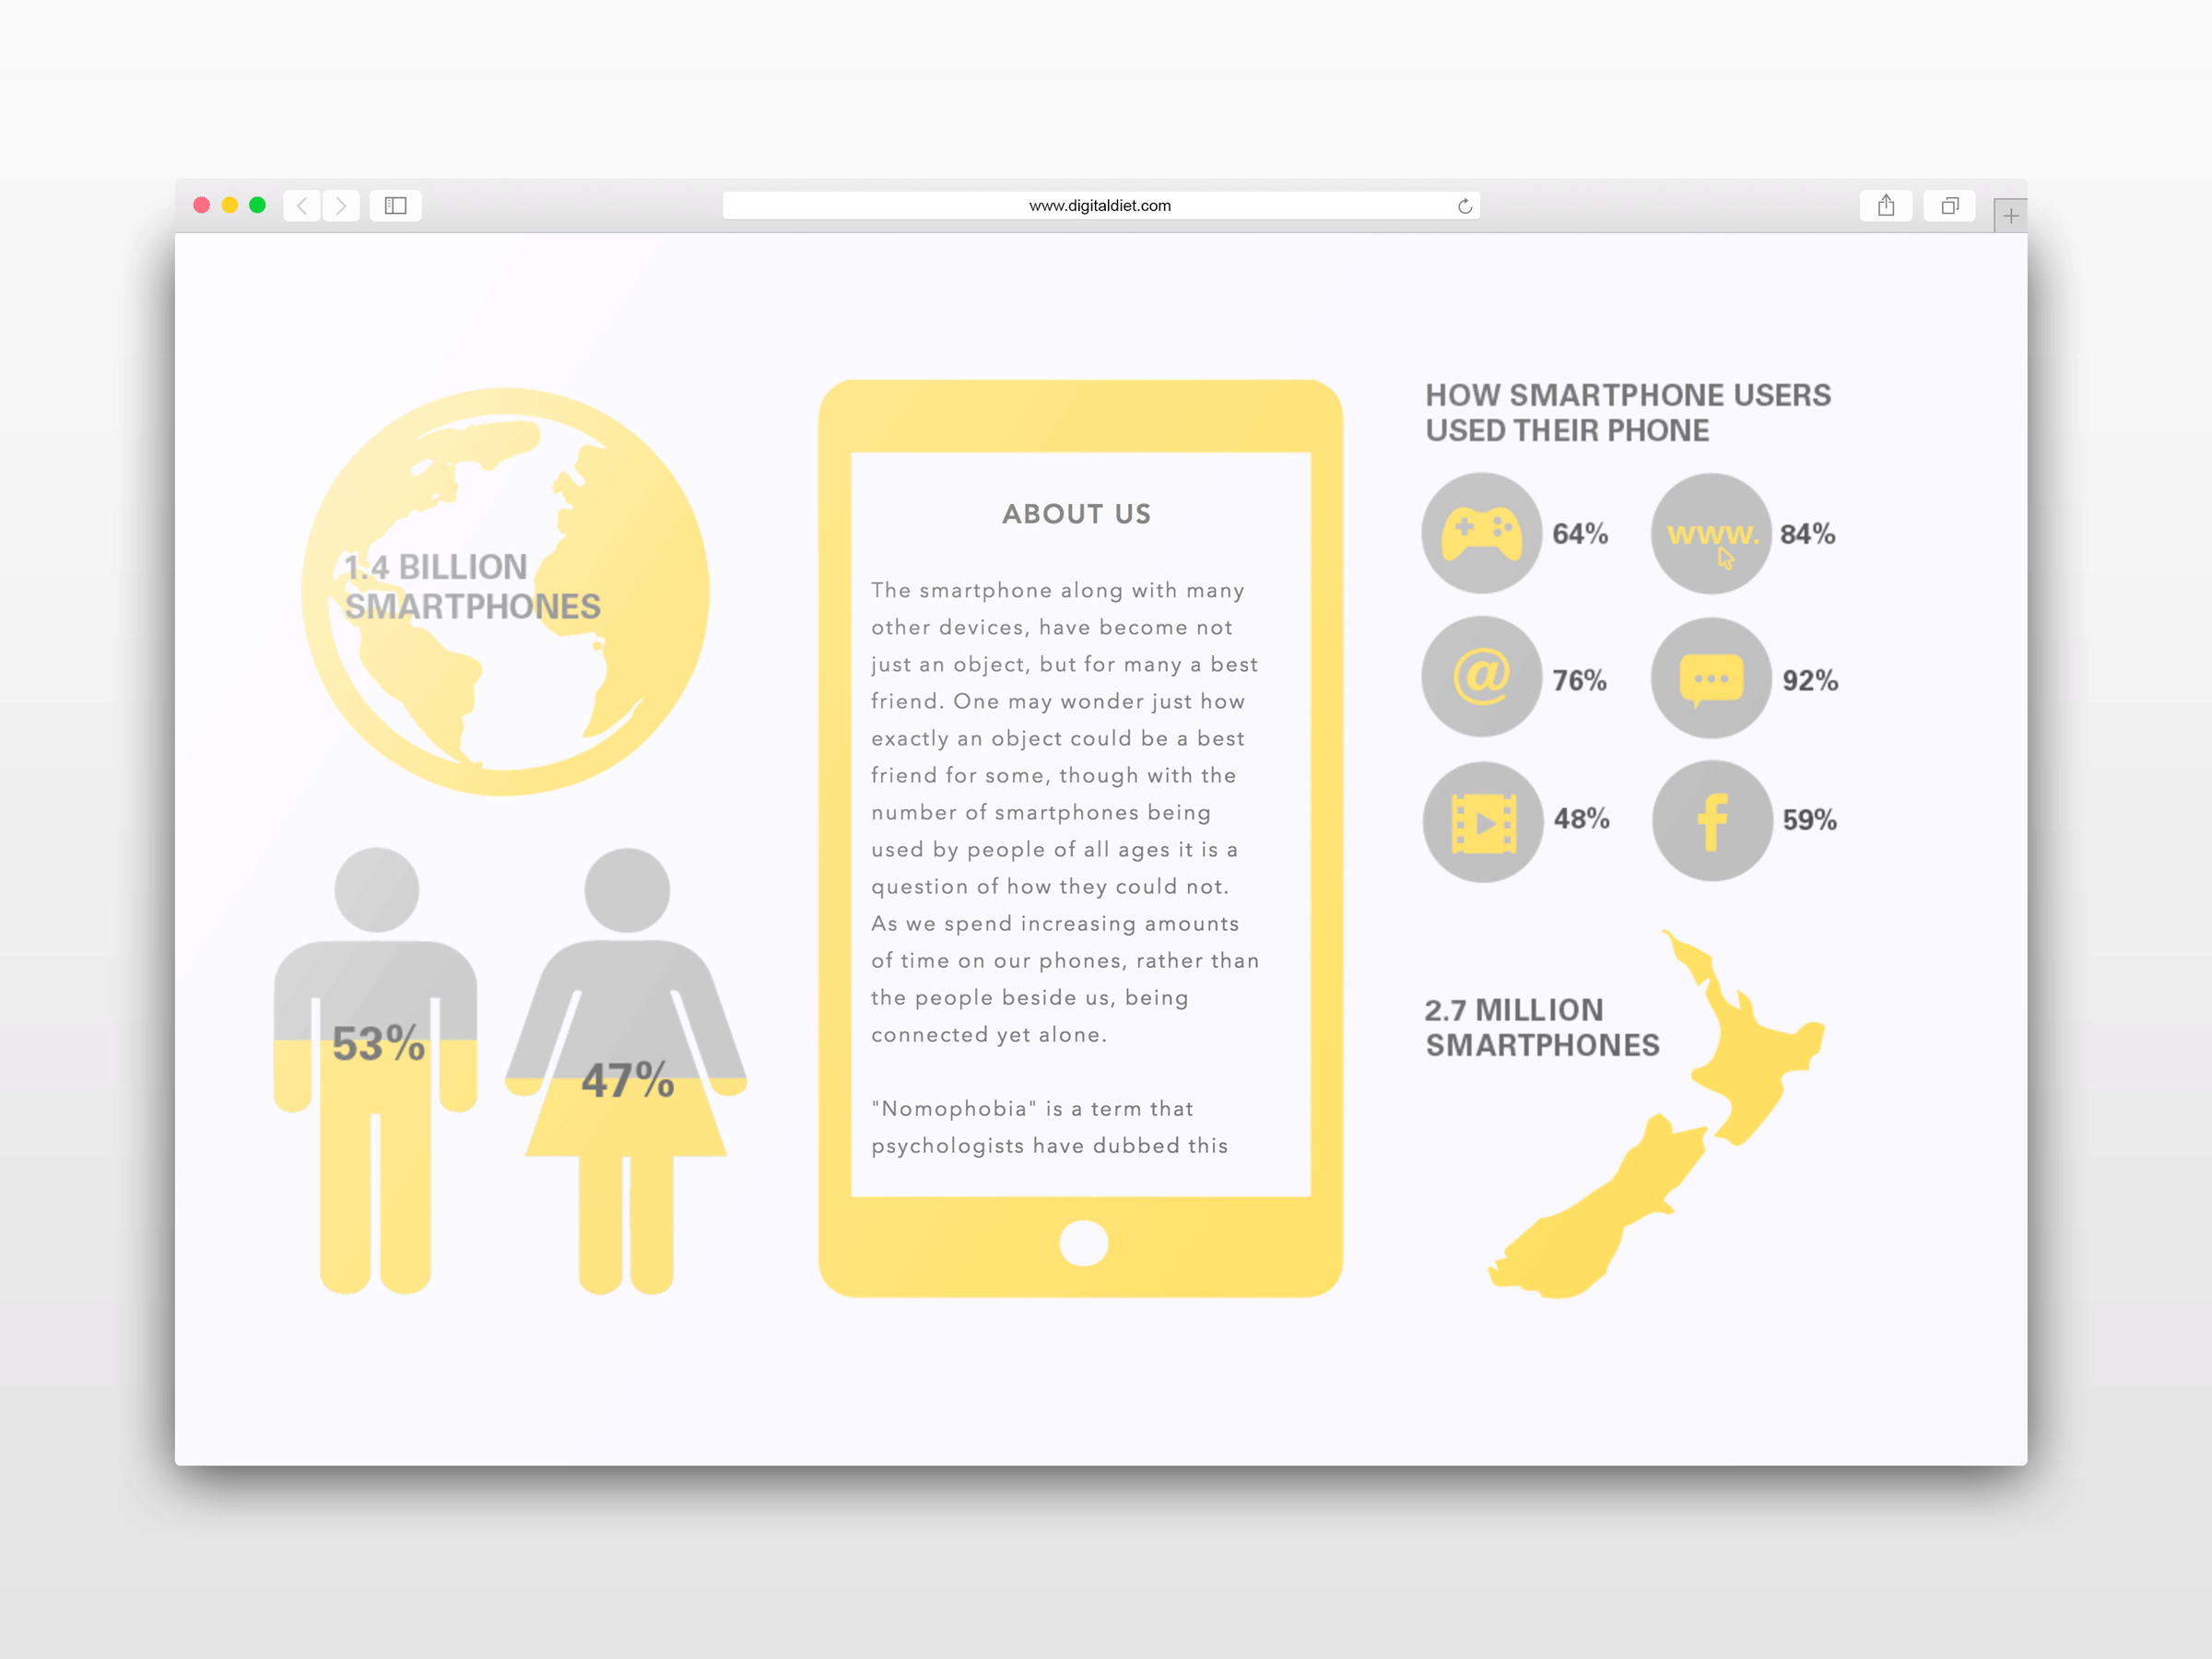 www.digitaldiet.com
1.4 BILLION
SMARTPHONES
53%
47%
ABOUT US
The smartphone along with many
other devices, have become not
just an object, but for many a best
friend. One may wonder just how
exactly an object could be a best
friend for some, though with the
number of smartphones being
used by people of all ages it is a
question of how they could not.
As we spend increasing amounts
of time on our phones, rather than
the people beside us, being
connected yet alone.
"Nomophobia" is a term that
psychologists have dubbed this
HOW SMARTPHONE USERS
USED THEIR PHONE
64% www. 84%
@ 76% 92%
48% f 59%
2.7 MILLION
SMARTPHONES